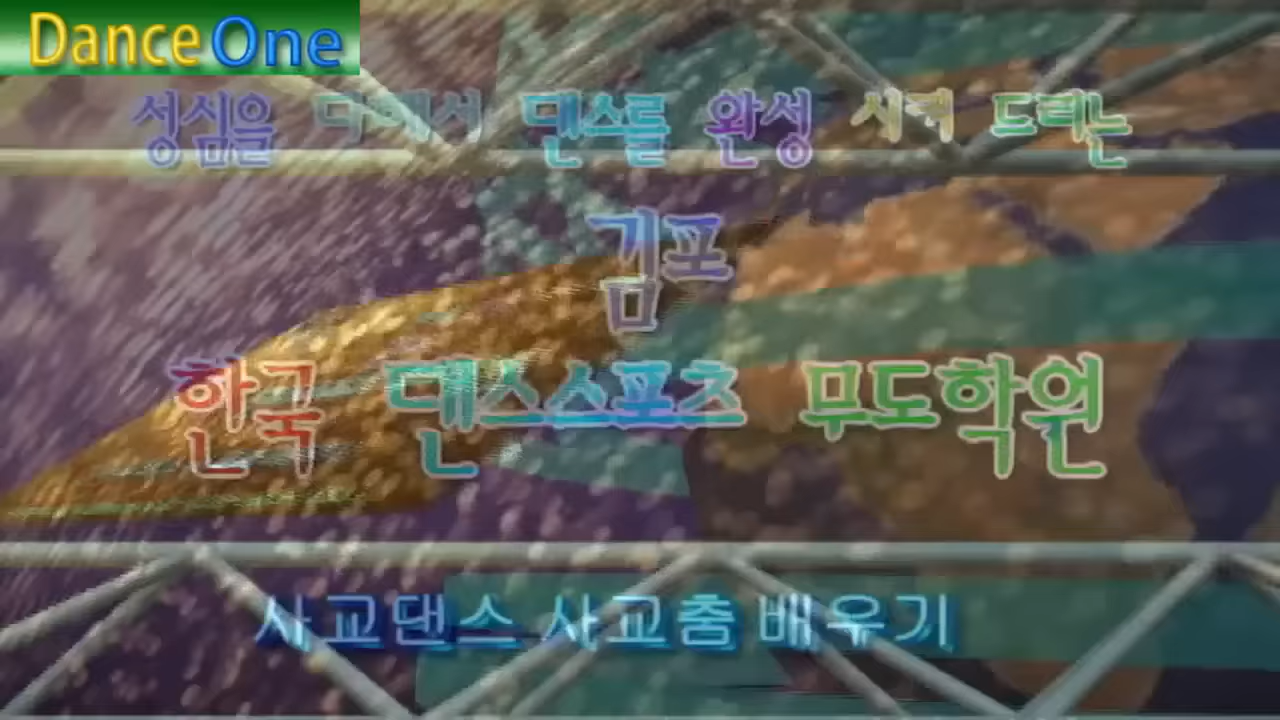 Dance One
성심을 다해서 댄스를 완성 시켜 드리는
김포
한국 댄스스포츠 무도학원
사교댄스 사교춤 배우기